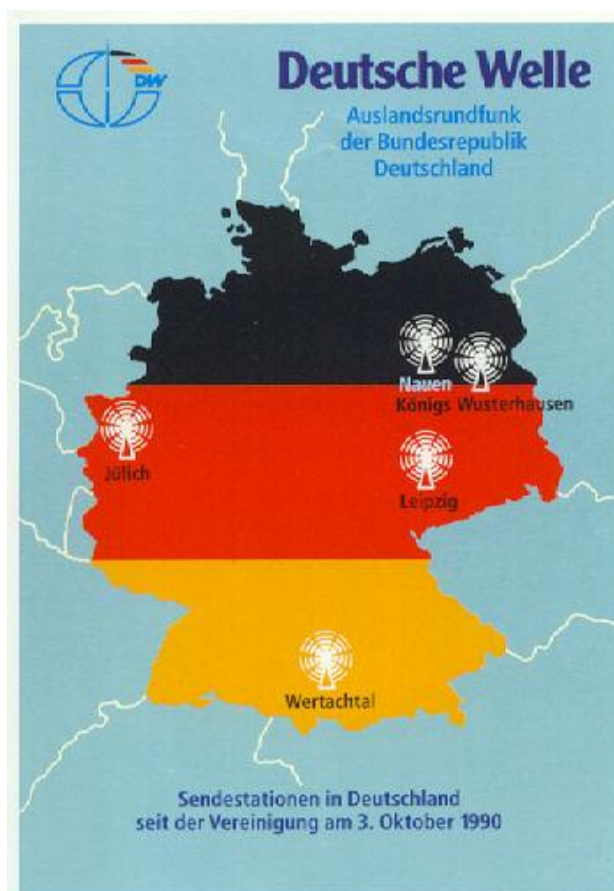 DW
Deutsche Welle
Auslandsrundfunk
der Bundesrepublik
Deutschland
Nauen
Königs Wusterhausen
Jülich
Leipzig
Wertachtal
Sendestationen in Deutschland
seit der Vereinigung am 3. Oktober 1990